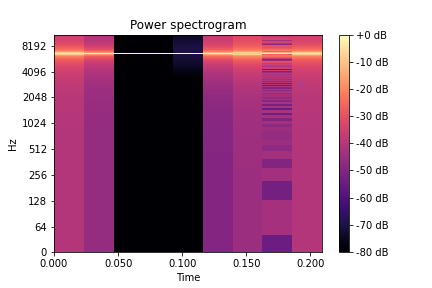 Power spectrogram
8192
4096
2048
1024
512
256
128
64
0
Hz
0.000 0.050 0.100 0.150 0.200
Time
+0 dB
-10 dB
-20 dB
-30 dB
-40 dB
-50 dB
-60 dB
-70 dB
-80 dB